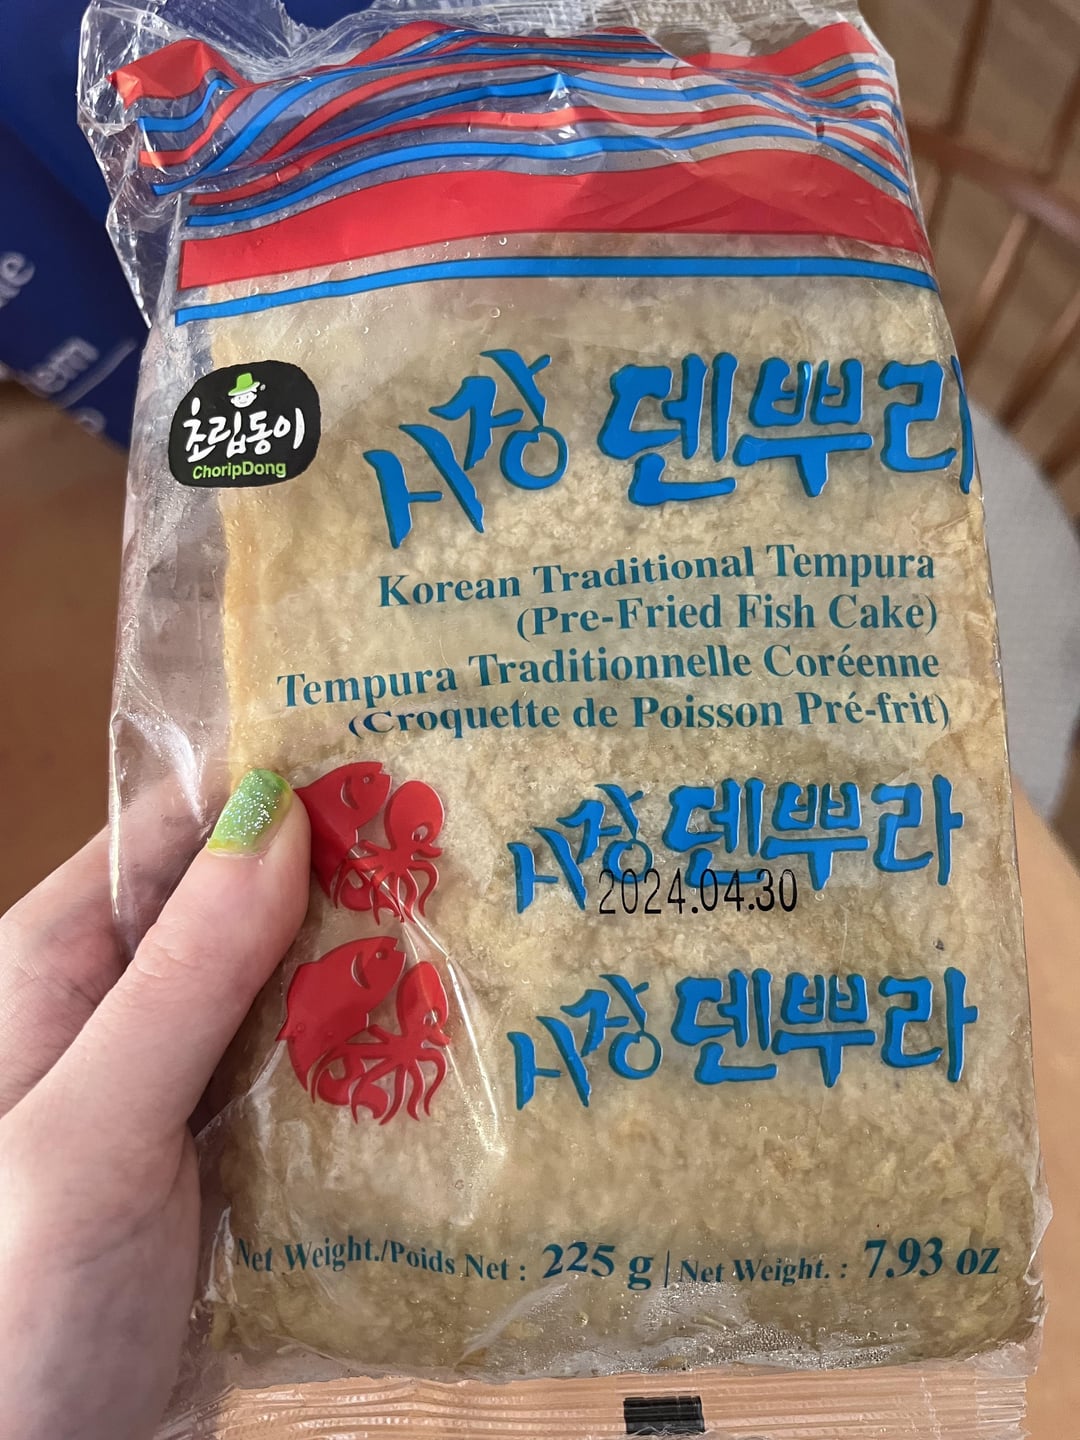 초립동이
ChoripDong
시장 덴뿌라
Korean Traditional Tempura
(Pre-Fried Fish Cake)
Tempura Traditionnelle Coréenne
(Croquette de Poisson Pré-frit)
시장 덴뿌라
2024.04.30
시장 덴뿌라
Net Weight./Poids Net : 225 g | Net Weight. : 7.93 oz